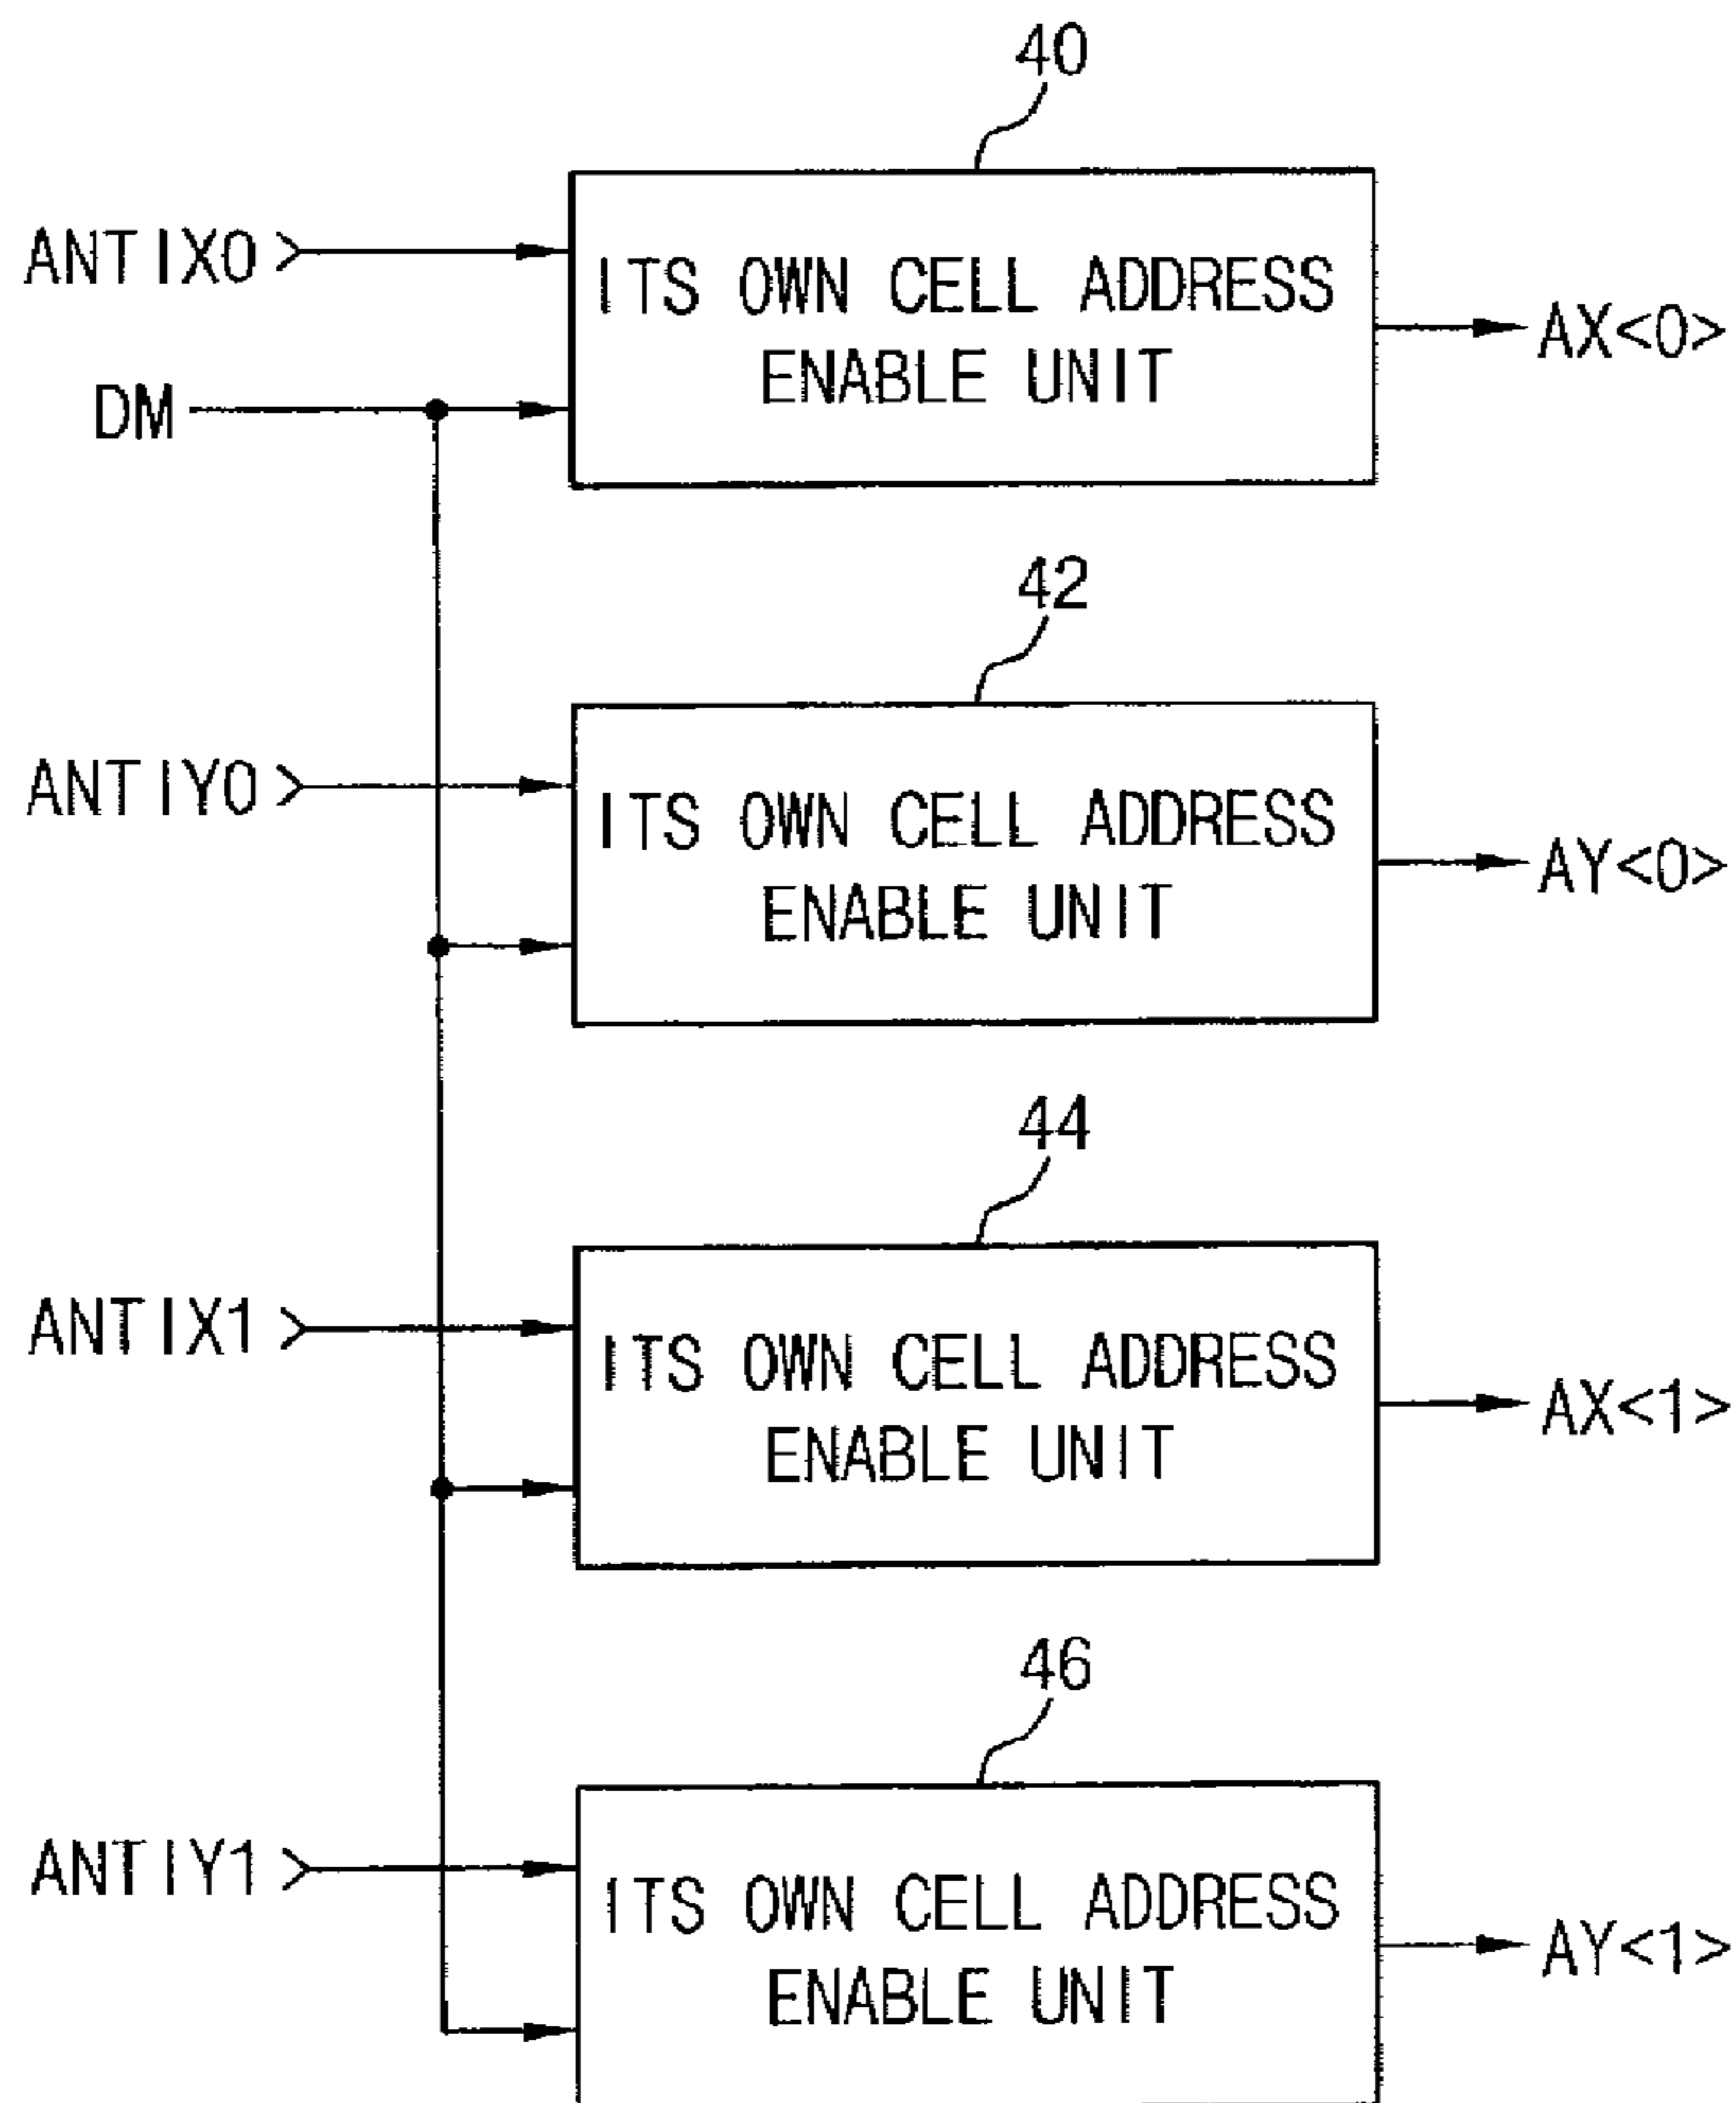 40
ANTIX0
ITS OWN CELL ADDRESS
ENABLE UNIT
AX<0>
DM
42
ANTIY0
ITS OWN CELL ADDRESS
ENABLE UNIT
AY<0>
44
ANTIX1
ITS OWN CELL ADDRESS
ENABLE UNIT
AX<1>
46
ANTIY1
ITS OWN CELL ADDRESS
ENABLE UNIT
AY<1>